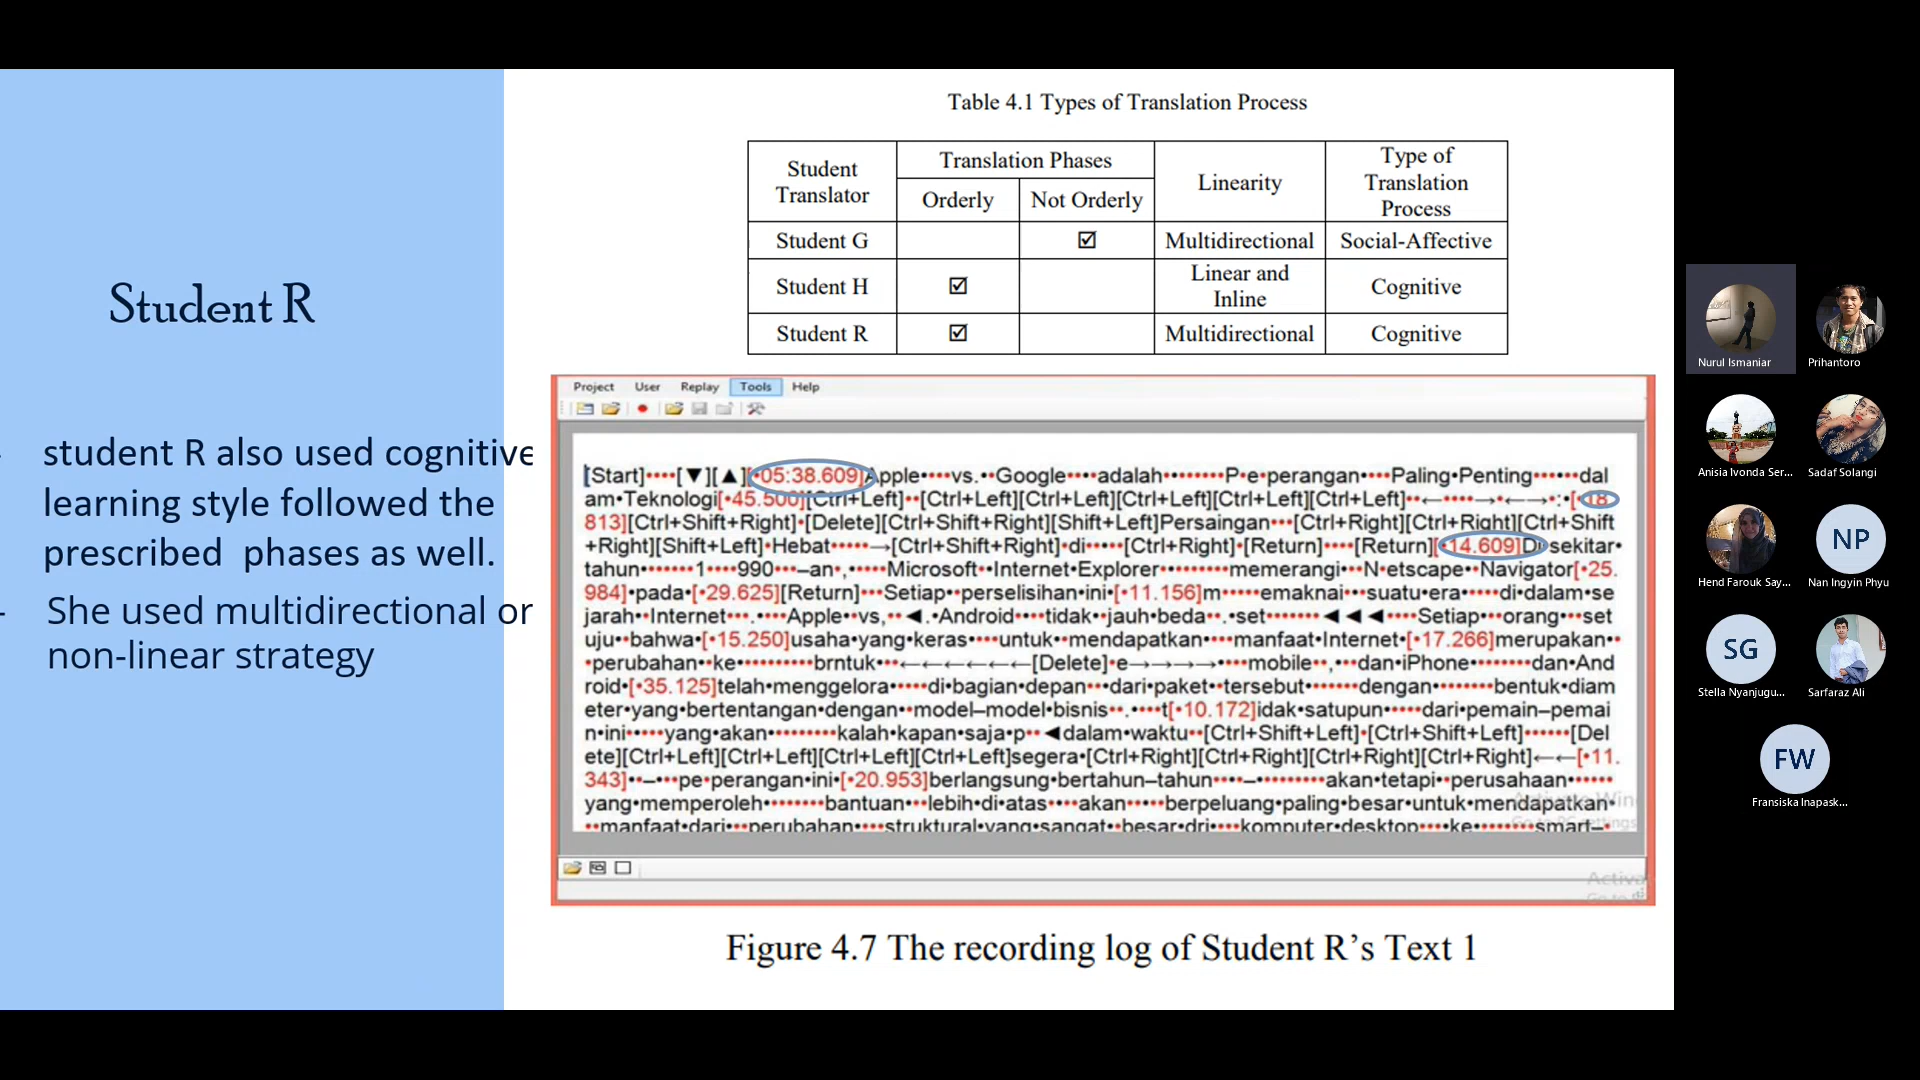 Student R
student R also used cognitive
learning style followed the
prescribed phases as well.
- She used multidirectional or
non-linear strategy
Table 4.1 Types of Translation Process
Student Translator
Translation Phases
Linearity
Type of Translation Process
Orderly
Not Orderly
Student G ☑ Multidirectional Social-Affective
Student H ☑ Linear and Inline Cognitive
Student R ☑ Multidirectional Cognitive
Project User Replay Tools Help
[Start]••••[▼][▲][•05:38.609]Apple••••vs.••Google••••adalah•••••••P•e•perangan••••Paling•Penting••••••dal
am•Teknologi[•45.500][Ctrl+Left]••[Ctrl+Left][Ctrl+Left][Ctrl+Left][Ctrl+Left][Ctrl+Left]••←•••••→•←→•:•[•18
813][Ctrl+Shift+Right]•[Delete][Ctrl+Shift+Right][Shift+Left]Persaingan•••[Ctrl+Right][Ctrl+Right][Ctrl+Shift
+Right][Shift+Left]•Hebat•••••→[Ctrl+Shift+Right]•di••••[Ctrl+Right]•[Return]••••[Return][•14.609]Di•sekitar•
tahun•••••••1••••990•••–an•,•••••Microsoft••Internet•Explorer•••••••••memerangi•••N•etscape••Navigator[•25.
984]•pada•[•29.625][Return]•••Setiap••perselisihan•ini•[•11.156]m•••••emaknai•••suatu•era•••••di•dalam•se
jarah••Internet•••.••••Apple••vs,••◄.•Android••••tidak••jauh•beda••.•set•••••••◄◄◄••••Setiap•••orang•••set
uju••bahwa•[•15.250]usaha•yang•keras••••untuk••mendapatkan••••manfaat•Internet•[•17.266]merupakan••
•perubahan••ke••••••••••brntuk•••←←←←←←[Delete]•e→→→→•••••mobile••,•••dan•iPhone••••••••dan•And
roid•[•35.125]telah•menggelora•••••di•bagian•depan•••dari•paket••tersebut•••••••dengan••••••••bentuk•diam
eter•yang•bertentangan•dengan••model–model•bisnis••.••••t[•10.172]idak•satupun•••••dari•pemain–pemai
n•ini•••••yang•akan•••••••••kalah•kapan•saja•p••◄dalam•waktu••[Ctrl+Shift+Left]•[Ctrl+Shift+Left]••••••[Del
ete][Ctrl+Left][Ctrl+Left][Ctrl+Left][Ctrl+Left]segera•[Ctrl+Right][Ctrl+Right][Ctrl+Right][Ctrl+Right]←←[•11.
343]••–•••pe•perangan•ini•[•20.953]berlangsung•bertahun–tahun••••–•••••••••akan•tetapi••perusahaan••••••
yang•memperoleh••••••••bantuan•••lebih•di•atas••••akan•••••berpeluang•paling•besar•untuk•mendapatkan•
••manfaat•dari•••perubahan••••struktural•yang•sangat••besar•dri••••komputer•desktop••••ke••••••••smart–•
Figure 4.7 The recording log of Student R's Text 1
Nurul Ismaniar
Prihantoro
Anisia Ivonda Ser...
Sadaf Solangi
Hend Farouk Say...
NP
Nan Ingyin Phyu
SG
Stella Nyanjugu...
Sarfaraz Ali
FW
Fransiska Inapask...